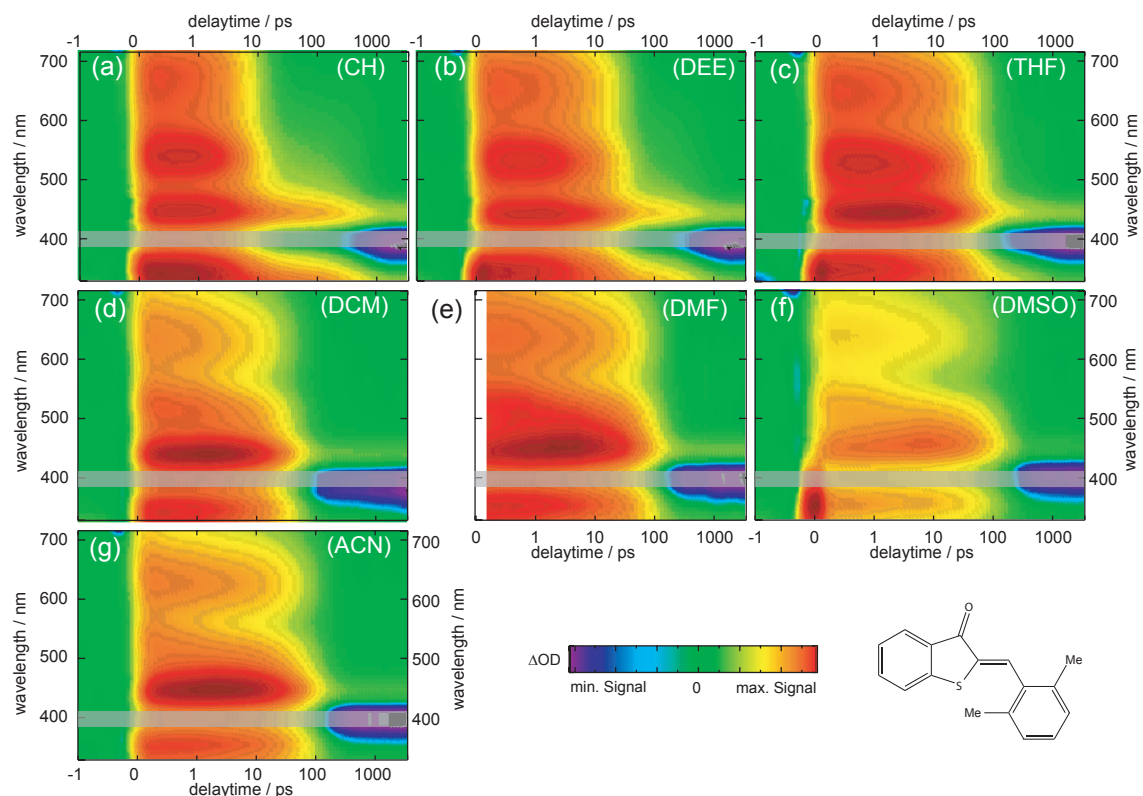 delaytime / ps delaytime / ps delaytime / ps
-1 0 1 10 100 1000 -1 0 1 10 100 1000 -1 0 1 10 100 1000
700 (a) (CH) (b) (DEE) (c) (THF) 700
600 600
wavelength / nm wavelength / nm
500 500
400 400
(d) (DCM) (e) (DMF) (f) (DMSO)
700 700
600 600
wavelength / nm wavelength / nm
500 500
400 400
0 1 10 100 1000 -1 0 1 10 100 1000
(g) (ACN) delaytime / ps delaytime / ps
700 700
600 600
wavelength / nm wavelength / nm
500 500
400 400
-1 0 1 10 100 1000
delaytime / ps
ΔOD
min. Signal 0 max. Signal
O
Me
S
Me